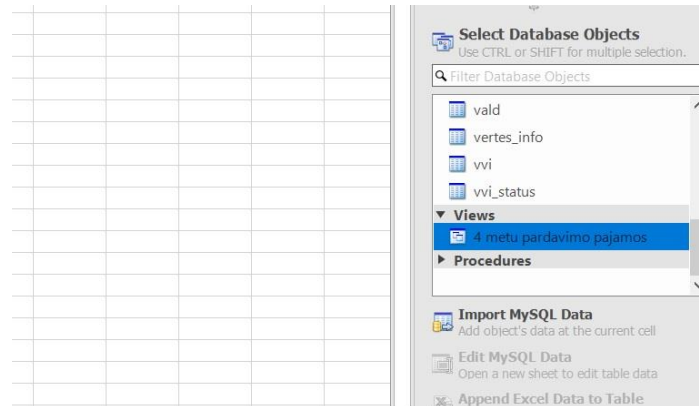 Select Database Objects
Use CTRL or SHIFT for multiple selection.
Filter Database Objects
vald
vertes_info
vvi
vvi_status
Views
4 metu pardavimo pajamos
Procedures
Import MySQL Data
Add object's data at the current cell
Edit MySQL Data
Open a new sheet to edit table data
Append Excel Data to Table